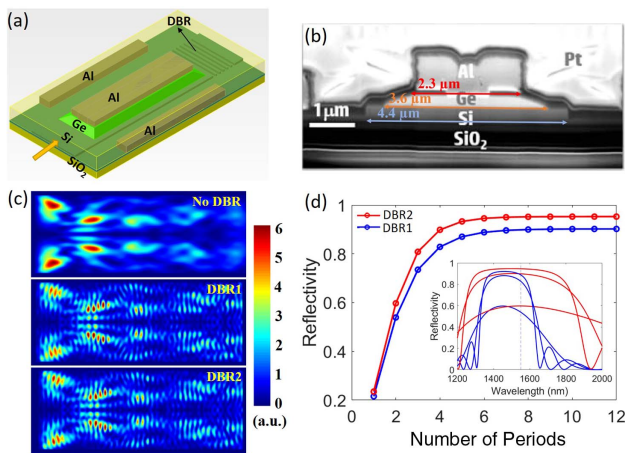 (a)
DBR
Al
Al
Ge
Al
Si
SiO2
(b)
Pt
Al
2.3 μm
Ge
3.6 μm
1μm
Si
4.4 μm
SiO2
(c)
No DBR
DBR1
DBR2
6
5
4
3
2
1
0
(a.u.)
(d)
DBR2
DBR1
Reflectivity
1
0.8
0.6
0.4
0.2
0 2 4 6 8 10 12
Number of Periods
Reflectivity
1
0.8
0.6
0.4
0.2
0
1200 1400 1600 1800 2000
Wavelength (nm)